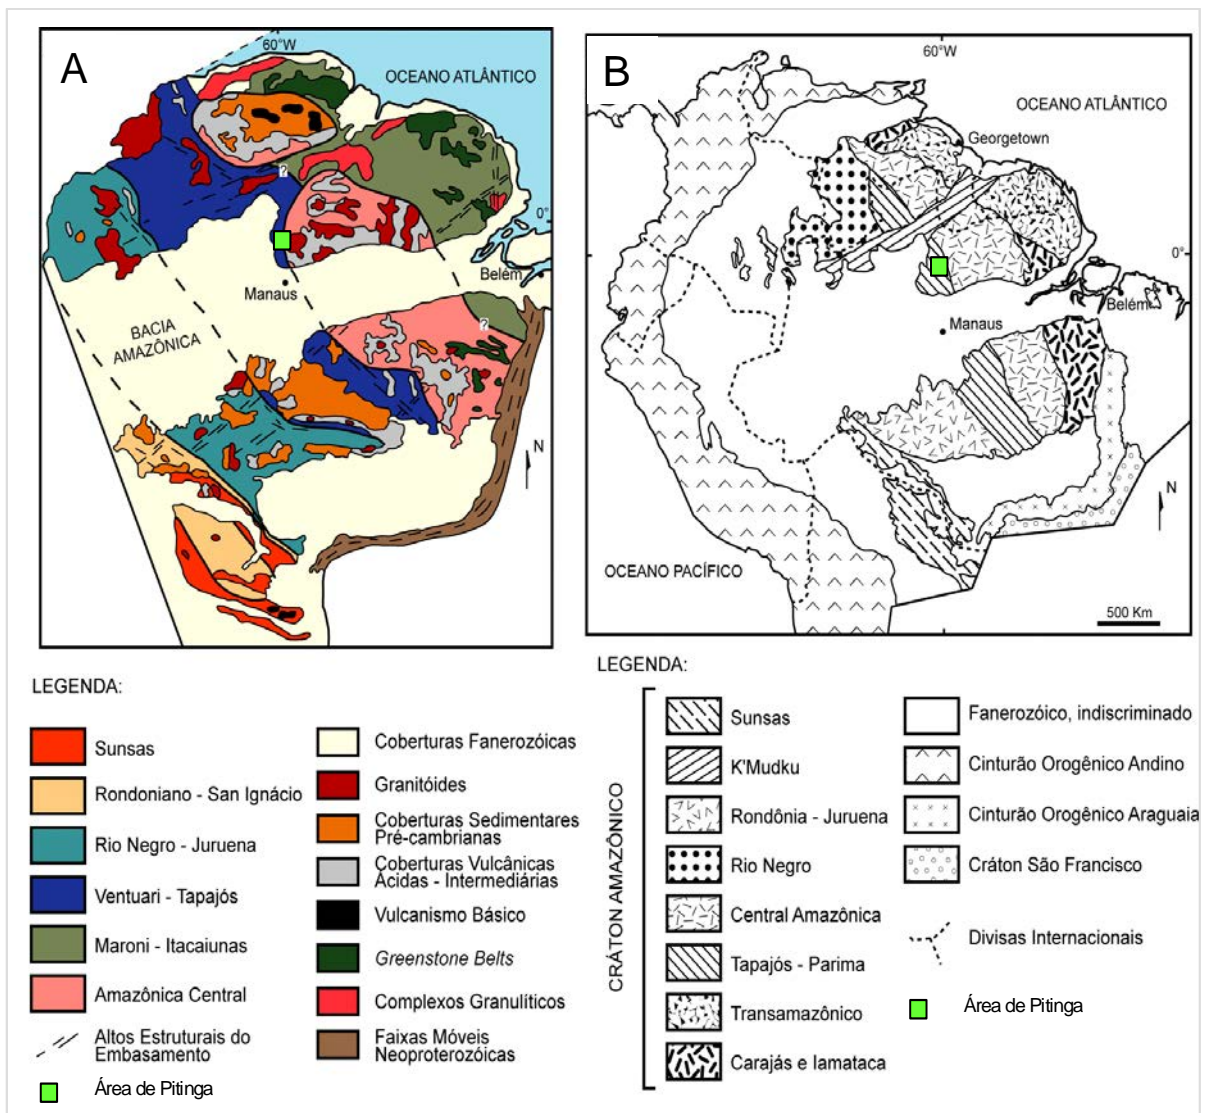 A
60°W
OCEANO ATLÂNTICO
?
0°
Belém
Manaus
BACIA
AMAZÔNICA
?
N
B
60°W
OCEANO ATLÂNTICO
Georgetown
0°
Belém
Manaus
N
OCEANO PACÍFICO
500 Km
LEGENDA:
Sunsas
Rondoniano - San Ignácio
Rio Negro - Juruena
Ventuari - Tapajós
Maroni - Itacaiunas
Amazônica Central
Altos Estruturais do
Embasamento
Área de Pitinga
Coberturas Fanerozóicas
Granitóides
Coberturas Sedimentares
Pré-cambrianas
Coberturas Vulcânicas
Ácidas - Intermediárias
Vulcanismo Básico
Greenstone Belts
Complexos Granulíticos
Faixas Móveis
Neoproterozóicas
LEGENDA:
CRÁTON AMAZÔNICO
Sunsas
K'Mudku
Rondônia - Juruena
Rio Negro
Central Amazônica
Tapajós - Parima
Transamazônico
Carajás e Iamataca
Fanerozóico, indiscriminado
Cinturão Orogênico Andino
Cinturão Orogênico Araguaia
Cráton São Francisco
Divisas Internacionais
Área de Pitinga